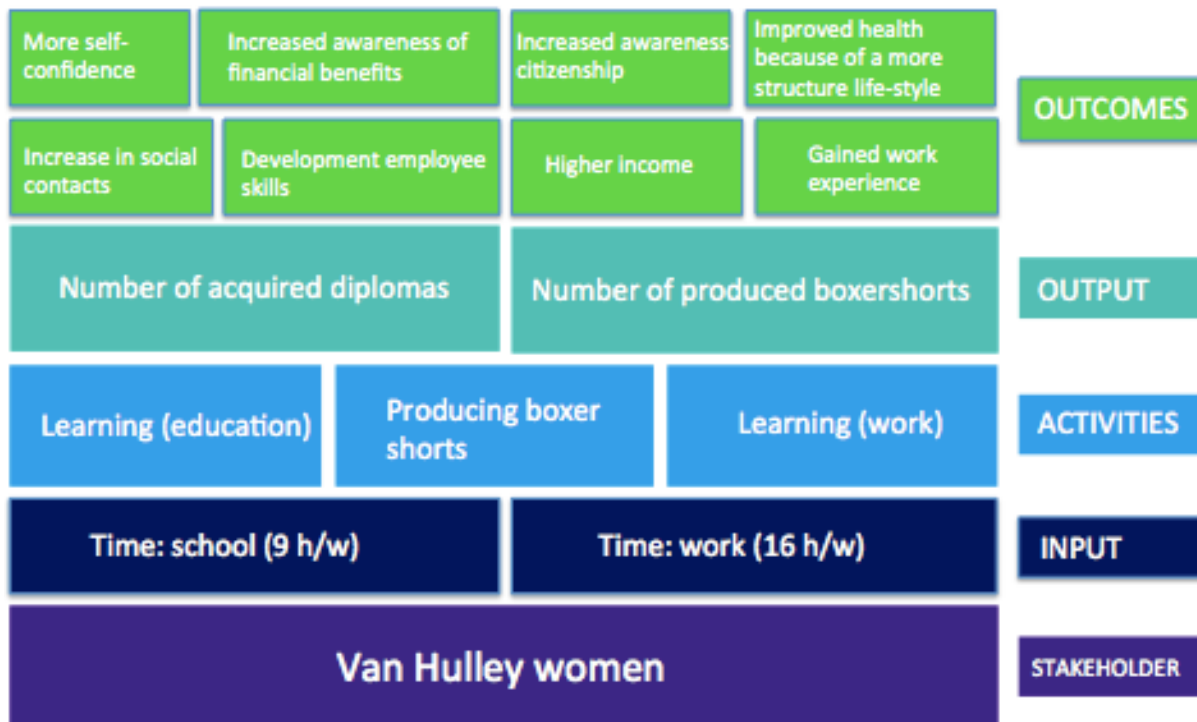 More self-
confidence
Increased awareness of
financial benefits
Increased awareness
citizenship
Improved health
because of a more
structure life-style
OUTCOMES
Increase in social
contacts
Development employee
skills
Higher income
Gained work
experience
Number of acquired diplomas
Number of produced boxershorts
OUTPUT
Learning (education)
Producing boxer
shorts
Learning (work)
ACTIVITIES
Time: school (9 h/w)
Time: work (16 h/w)
INPUT
Van Hulley women
STAKEHOLDER